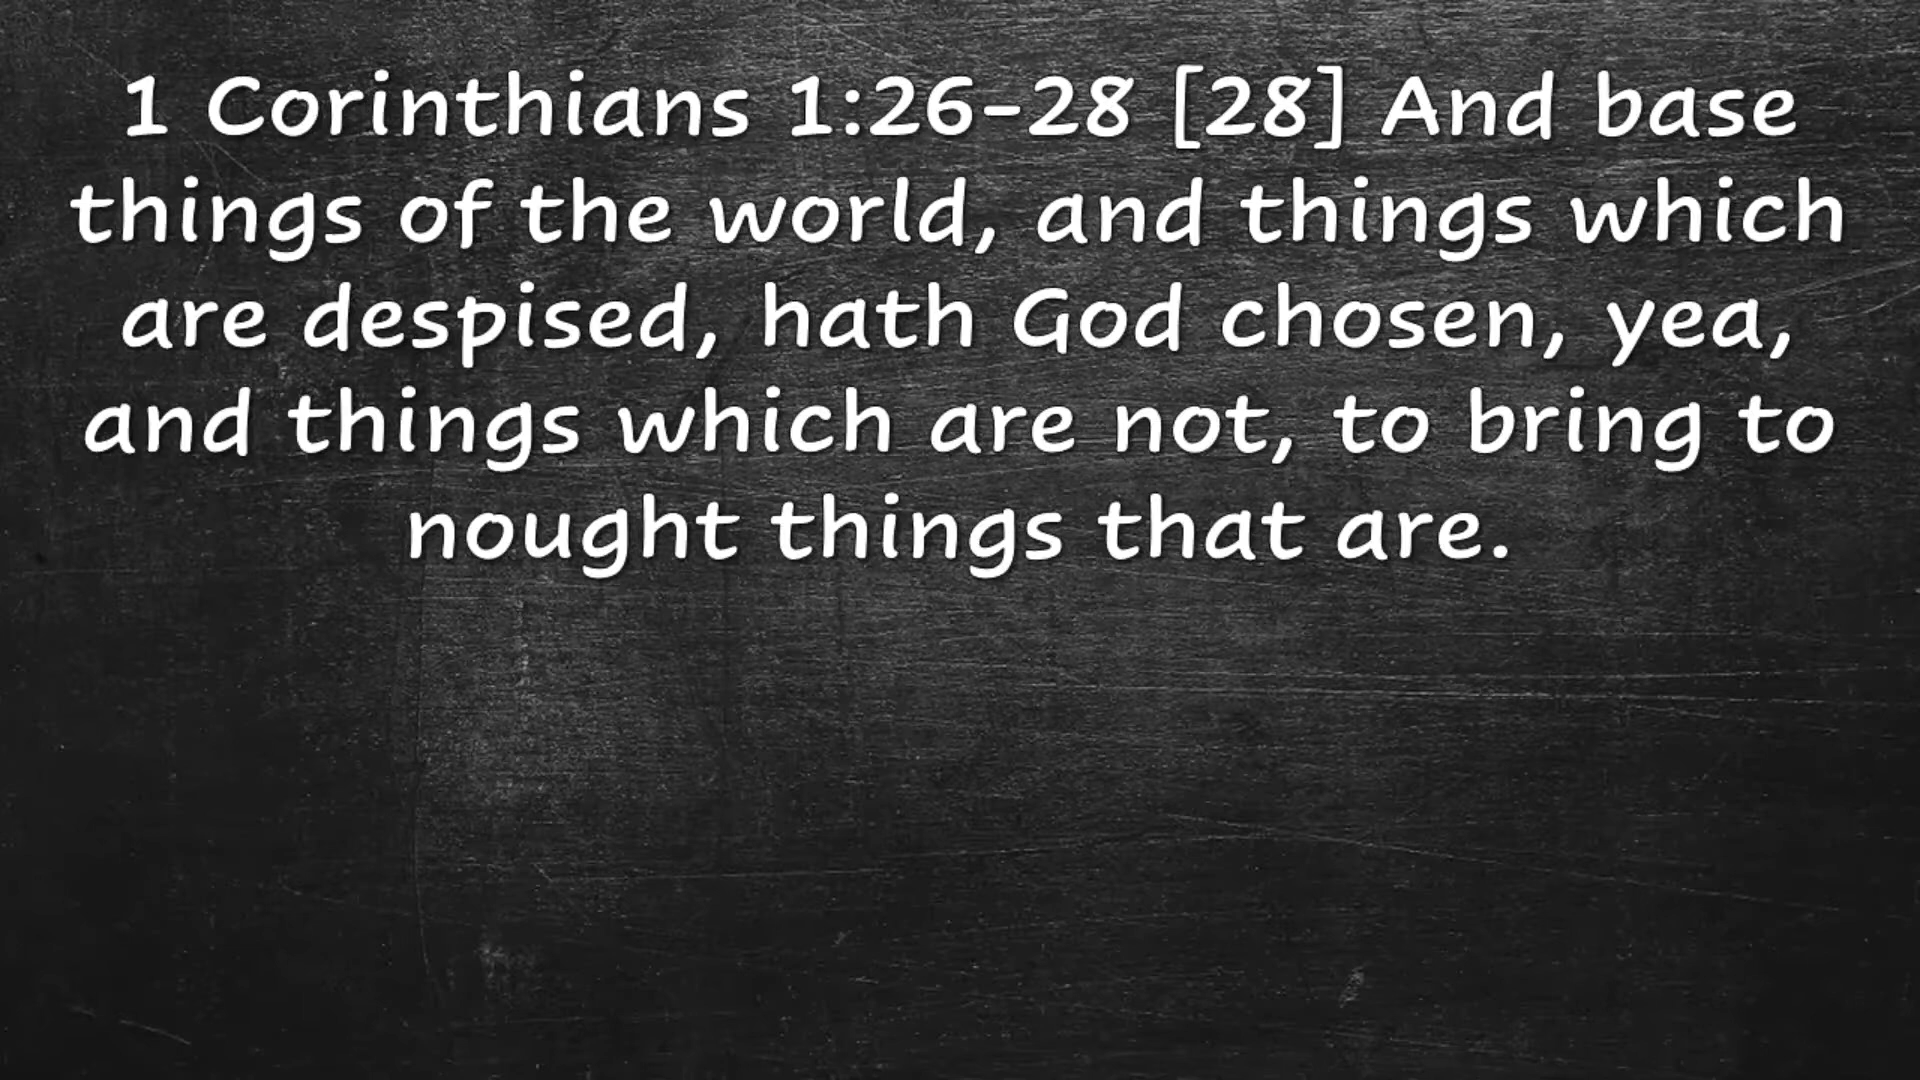 1 Corinthians 1:26-28 [28] And base
things of the world, and things which
are despised, hath God chosen, yea,
and things which are not, to bring to
nought things that are.